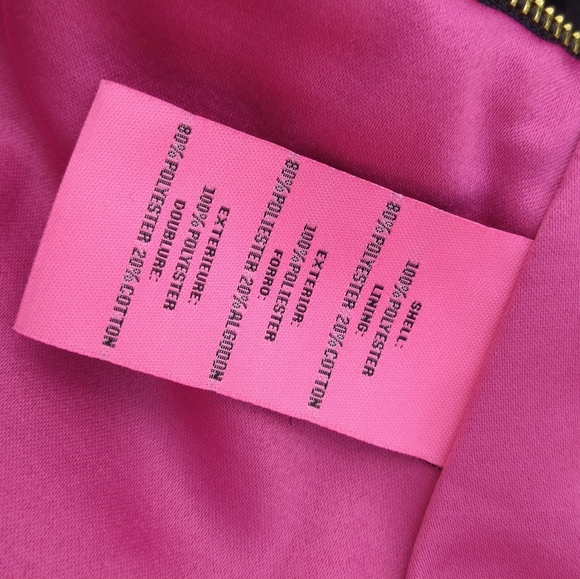 SHELL:
100% POLYESTER
LINING:
80% POLYESTER 20% COTTON
EXTERIOR:
100% POLIESTER
FORRO:
80% POLIESTER 20% ALGODON
EXTERIEURE:
100% POLYESTER
DOUBLURE:
80% POLYESTER 20% COTTON